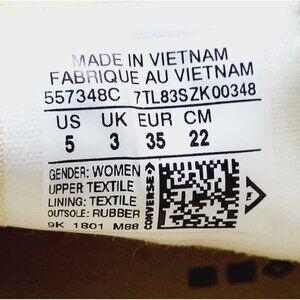 MADE IN VIETNAM
FABRIQUE AU VIETNAM
557348C 7TL83SZK00348
US UK EUR CM
5 3 35 22
GENDER: WOMEN
UPPER TEXTILE
LINING: TEXTILE
OUTSOLE: RUBBER
9K 1801 M88
CONVERSE